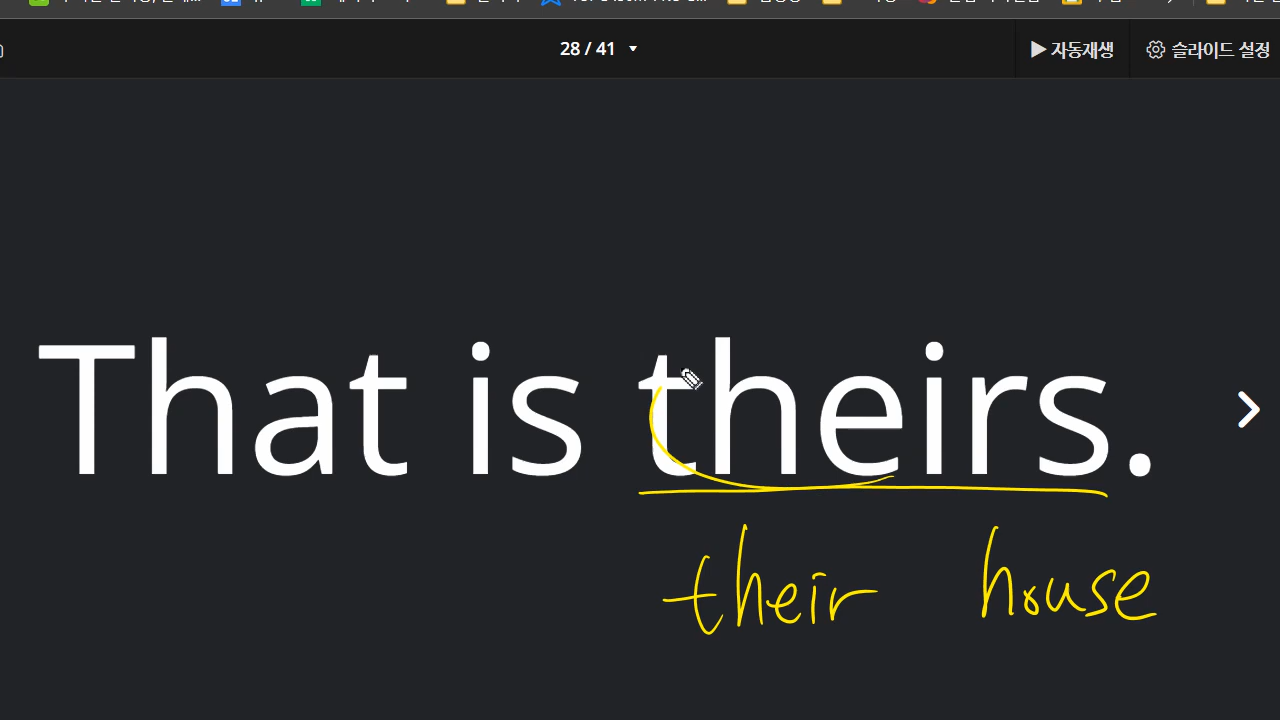 28 / 41
▶ 자동재생
슬라이드 설정
That is theirs.
their house